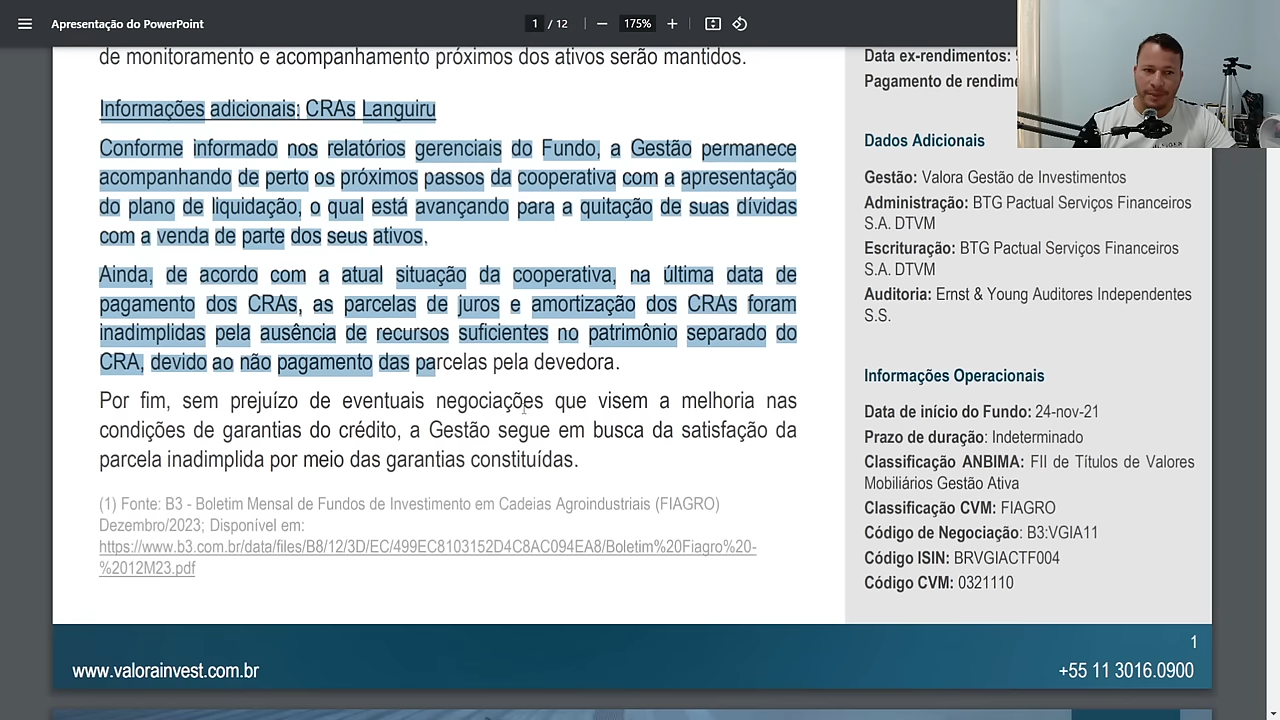 Apresentação do PowerPoint
1 / 12
175%
de monitoramento e acompanhamento próximos dos ativos serão mantidos.
Informações adicionais: CRAs Languiru
Conforme informado nos relatórios gerenciais do Fundo, a Gestão permanece
acompanhando de perto os próximos passos da cooperativa com a apresentação
do plano de liquidação, o qual está avançando para a quitação de suas dívidas
com a venda de parte dos seus ativos.
Ainda, de acordo com a atual situação da cooperativa, na última data de
pagamento dos CRAs, as parcelas de juros e amortização dos CRAs foram
inadimplidas pela ausência de recursos suficientes no patrimônio separado do
CRA, devido ao não pagamento das parcelas pela devedora.
Por fim, sem prejuízo de eventuais negociações que visem a melhoria nas
condições de garantias do crédito, a Gestão segue em busca da satisfação da
parcela inadimplida por meio das garantias constituídas.
(1) Fonte: B3 - Boletim Mensal de Fundos de Investimento em Cadeias Agroindustriais (FIAGRO)
Dezembro/2023; Disponível em:
https://www.b3.com.br/data/files/B8/12/3D/EC/499EC8103152D4C8AC094EA8/Boletim%20Fiagro%20-
%2012M23.pdf
Data ex-rendimentos:
Pagamento de rendime
Dados Adicionais
Gestão: Valora Gestão de Investimentos
Administração: BTG Pactual Serviços Financeiros
S.A. DTVM
Escrituração: BTG Pactual Serviços Financeiros
S.A. DTVM
Auditoria: Ernst & Young Auditores Independentes
S.S.
Informações Operacionais
Data de início do Fundo: 24-nov-21
Prazo de duração: Indeterminado
Classificação ANBIMA: FII de Títulos de Valores
Mobiliários Gestão Ativa
Classificação CVM: FIAGRO
Código de Negociação: B3:VGIA11
Código ISIN: BRVGIACTF004
Código CVM: 0321110
1
www.valorainvest.com.br
+55 11 3016.0900